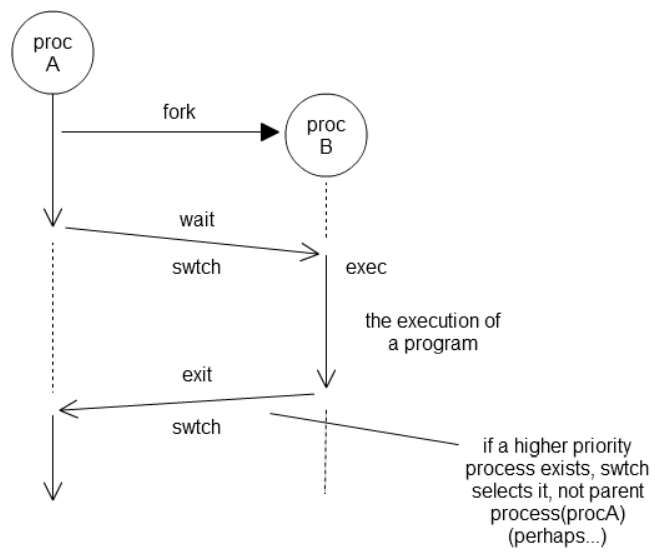 proc
A
fork
proc
B
wait
swtch
exec
the execution of
a program
exit
swtch
if a higher priority
process exists, swtch
selects it, not parent
process(procA)
(perhaps...)